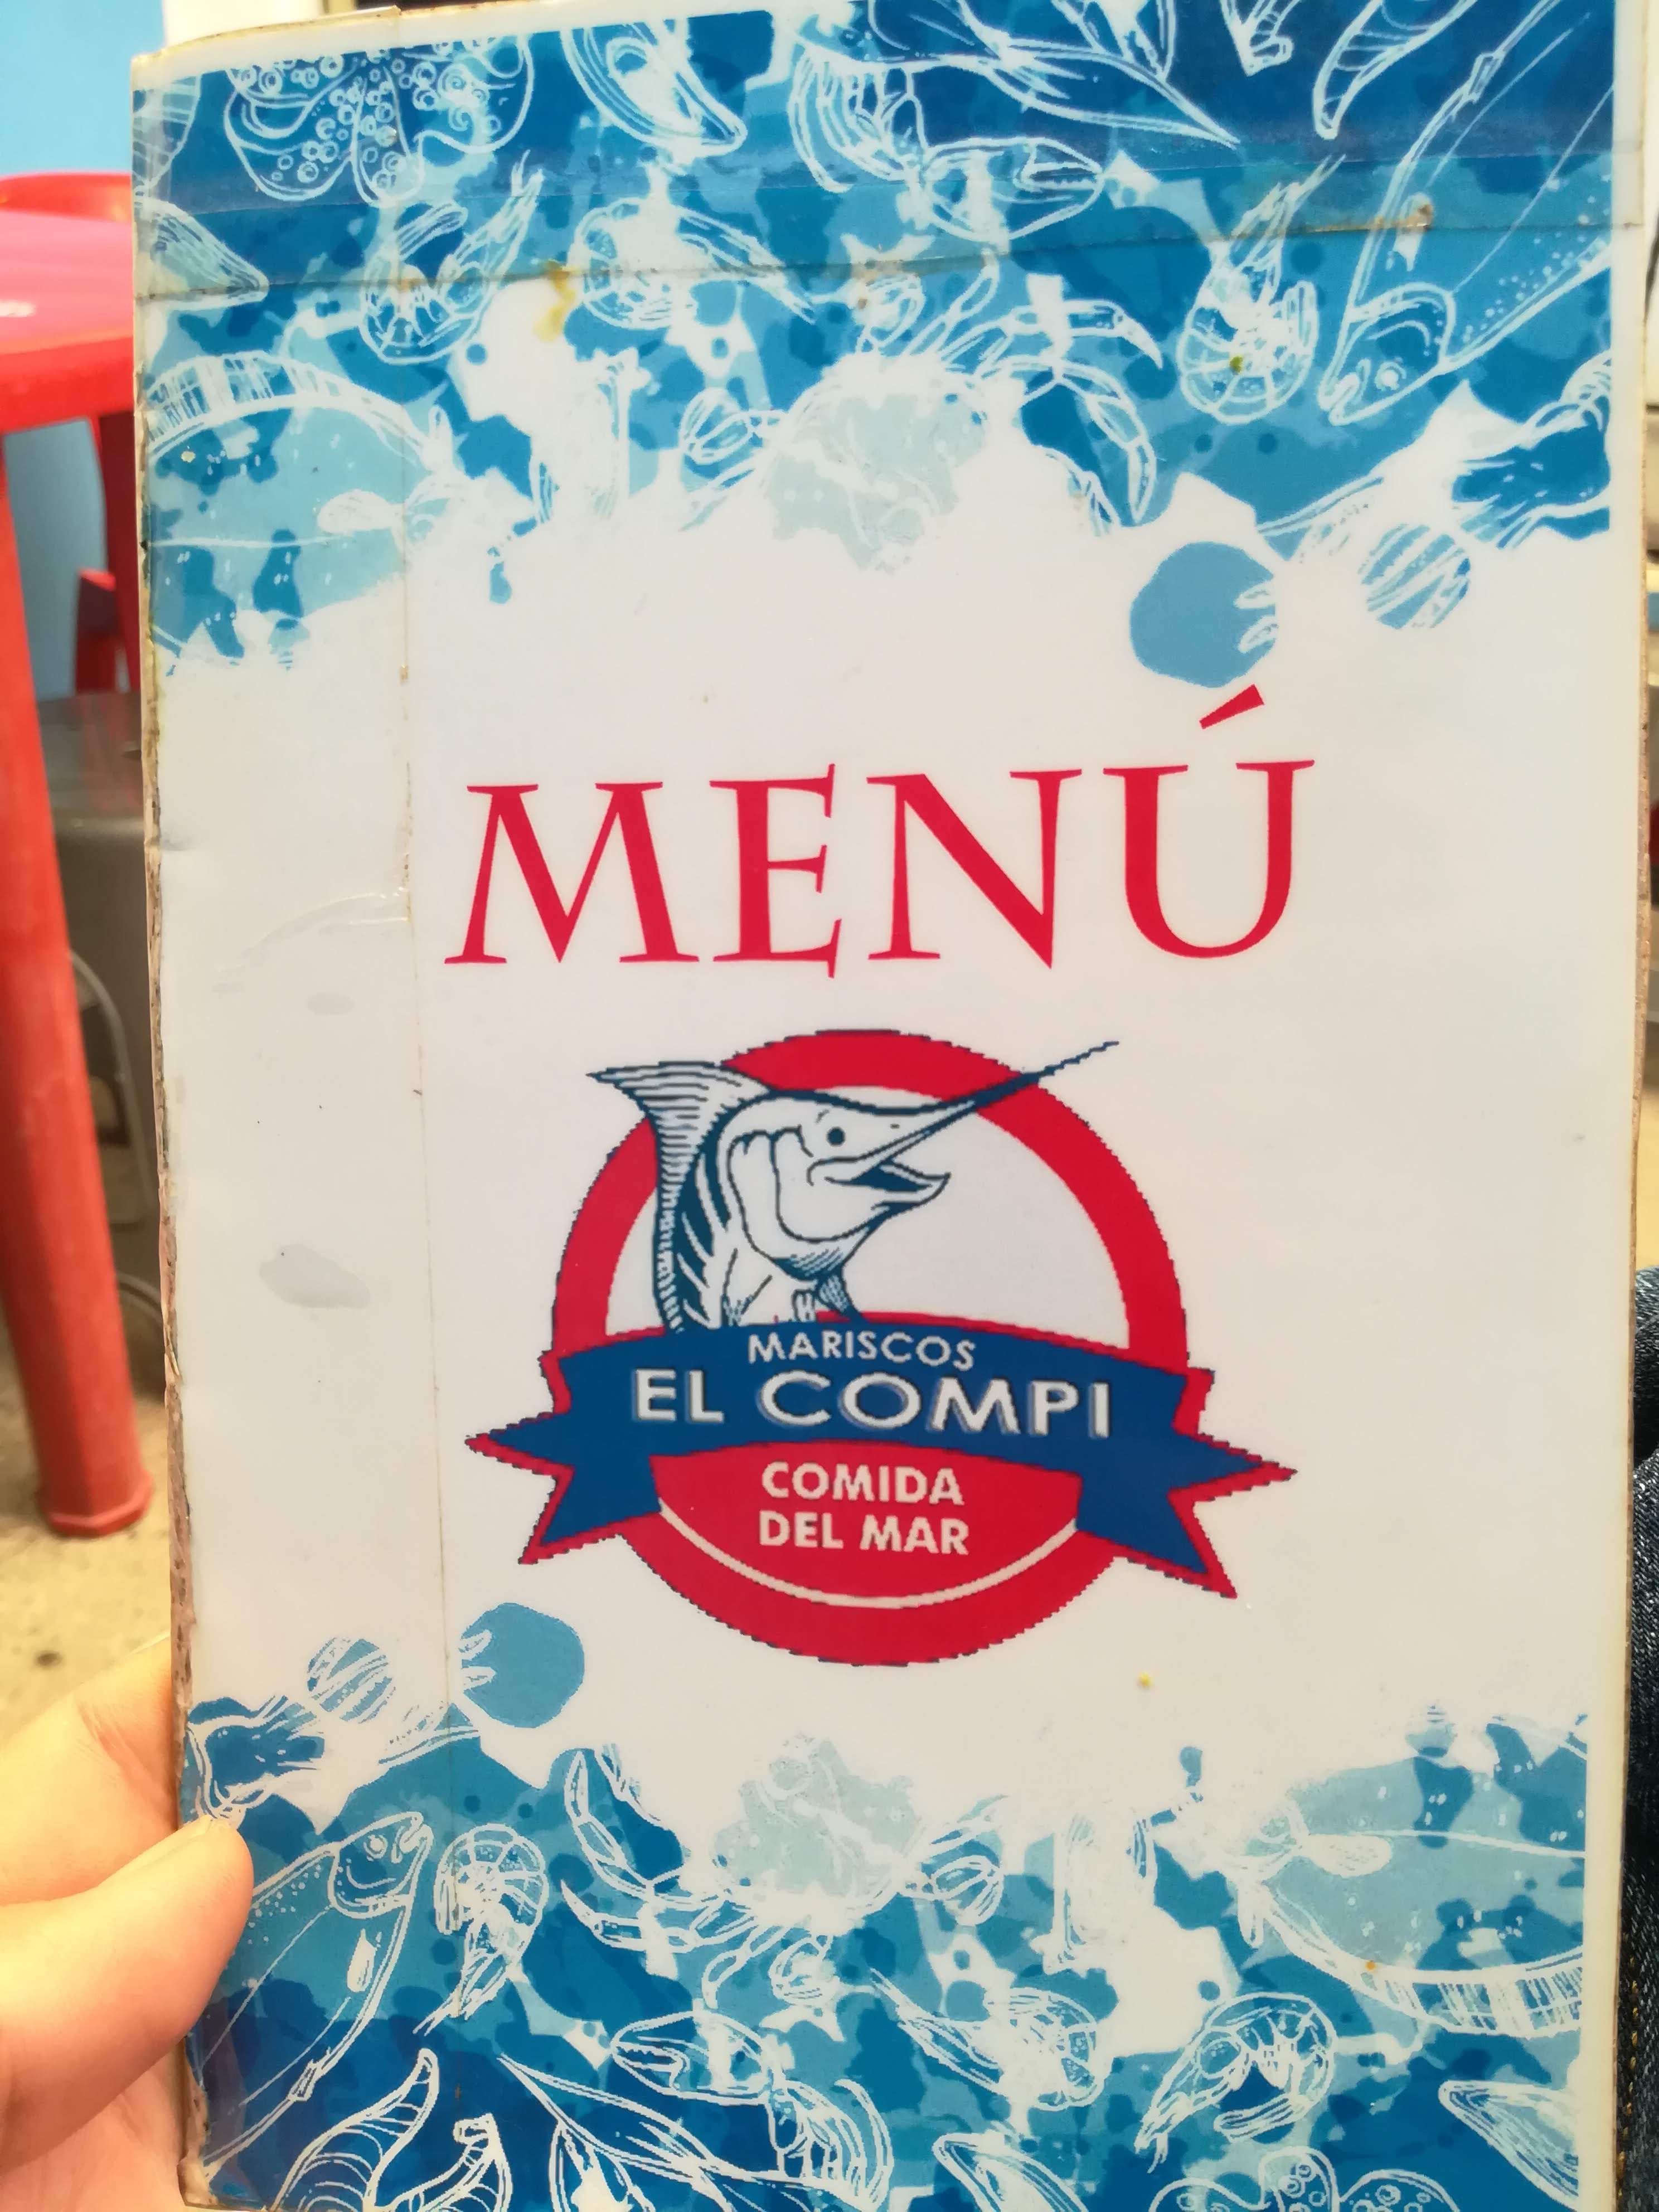 MENÚ
MARISCOS
EL COMPI
COMIDA
DEL MAR